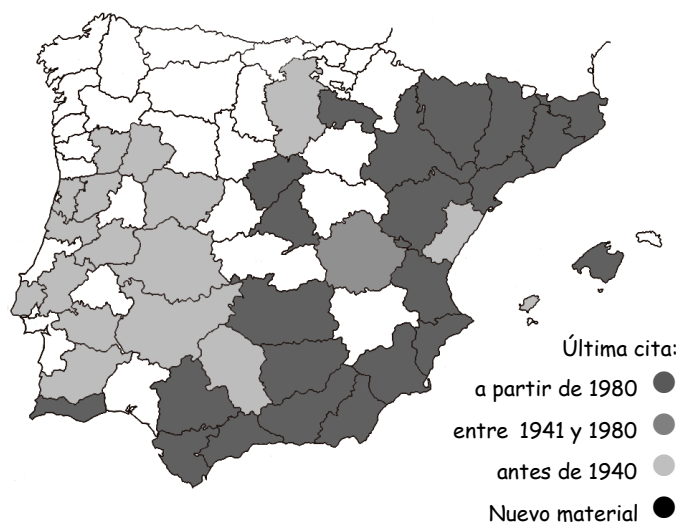 Última cita:
a partir de 1980
entre 1941 y 1980
antes de 1940
Nuevo material